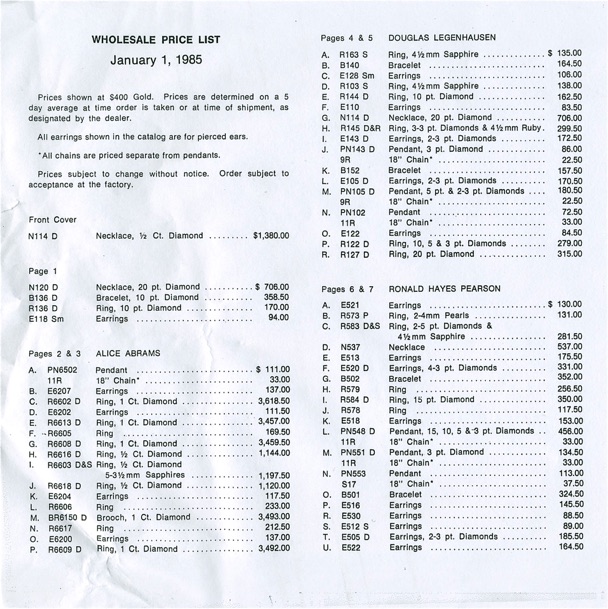 WHOLESALE PRICE LIST
January 1, 1985
Prices shown at $400 Gold. Prices are determined on a 5
day average at time order is taken or at time of shipment, as
designated by the dealer.
All earrings shown in the catalog are for pierced ears.
*All chains are priced separate from pendants.
Prices subject to change without notice. Order subject to
acceptance at the factory.
Front Cover
N114 D Necklace, ½ Ct. Diamond ......... $1,380.00
Page 1
N120 D Necklace, 20 pt. Diamond ....... $ 706.00
B136 D Bracelet, 10 pt. Diamond ........ 358.50
R136 D Ring, 10 pt. Diamond ............ 170.00
E118 Sm Earrings ........................ 94.00
Pages 2 & 3 ALICE ABRAMS
A. PN6502 Pendant ....................... $ 111.00
11R 18" Chain* ..................... 33.00
B. E6207 Earrings ....................... 137.00
C. R6602 D Ring, 1 Ct. Diamond ........... 3,618.50
D. E6202 Earrings ....................... 111.50
E. R6613 D Ring, 1 Ct. Diamond ........... 3,457.00
F. R6605 Ring ........................... 169.50
G. R6608 D Ring, 1 Ct. Diamond ........... 3,459.50
H. R6616 D Ring, ½ Ct. Diamond ........... 1,144.00
I. R6603 D&S Ring, ½ Ct. Diamond
5-3½mm Sapphires ............. 1,197.50
J. R6618 D Ring, ½ Ct. Diamond ........... 1,120.00
K. E6204 Earrings ....................... 117.50
L. R6606 Ring ........................... 233.00
M. BR6150 D Brooch, 1 Ct. Diamond ......... 3,493.00
N. R6617 Ring ........................... 212.50
O. E6200 Earrings ....................... 137.00
P. R6609 D Ring, 1 Ct. Diamond ........... 3,492.00
Pages 4 & 5 DOUGLAS LEGENHAUSEN
A. R163 S Ring, 4½mm Sapphire ........... $ 135.00
B. B140 Bracelet ....................... 164.50
C. E128 Sm Earrings ....................... 106.00
D. R103 S Ring, 4½mm Sapphire ........... 138.00
E. R144 D Ring, 10 pt. Diamond ........... 162.50
F. E110 Earrings ....................... 83.50
G. N114 D Necklace, 20 pt. Diamond ....... 706.00
H. R145 D&R Ring, 3-3 pt. Diamonds & 4½mm Ruby. 299.50
I. E143 D Earrings, 2-3 pt. Diamonds ....... 172.50
J. PN143 D Pendant, 3 pt. Diamond ......... 86.00
9R 18" Chain* ..................... 22.50
K. B152 Bracelet ....................... 157.50
L. E105 D Earrings, 2-3 pt. Diamonds ....... 170.50
M. PN105 D Pendant, 5 pt. & 2-3 pt. Diamonds .. 180.50
9R 18" Chain* ..................... 22.50
N. PN102 Pendant ....................... 72.50
11R 18" Chain* ..................... 33.00
O. E122 Earrings ....................... 84.50
P. R122 D Ring, 10, 5 & 3 pt. Diamonds ...... 279.00
R. R127 D Ring, 20 pt. Diamond ........... 315.00
Pages 6 & 7 RONALD HAYES PEARSON
A. E521 Earrings ....................... $ 130.00
B. R573 P Ring, 2-4mm Pearls ............. 131.00
C. R583 D&S Ring, 2-5 pt. Diamonds &
4½mm Sapphire ............... 281.50
D. N537 Necklace ....................... 537.00
E. E513 Earrings ....................... 175.50
F. E520 D Earrings, 4-3 pt. Diamonds ....... 331.00
G. B502 Bracelet ....................... 352.00
H. R579 Ring ........................... 256.50
I. R584 D Ring, 15 pt. Diamond ........... 350.00
J. R578 Ring ........................... 117.50
K. E518 Earrings ....................... 153.00
L. PN548 D Pendant, 15, 10, 5 & 3 pt. Diamonds .. 456.00
11R 18" Chain* ..................... 33.00
M. PN551 D Pendant, 3 pt. Diamond ......... 134.50
11R 18" Chain* ..................... 33.00
N. PN553 Pendant ....................... 113.00
S17 18" Chain* ..................... 37.50
O. B501 Bracelet ....................... 324.50
P. E516 Earrings ....................... 145.50
R. E530 Earrings ....................... 88.50
S. E512 S Earrings ....................... 89.00
T. E505 D Earrings, 2-3 pt. Diamonds ....... 185.50
U. E522 Earrings ....................... 164.50